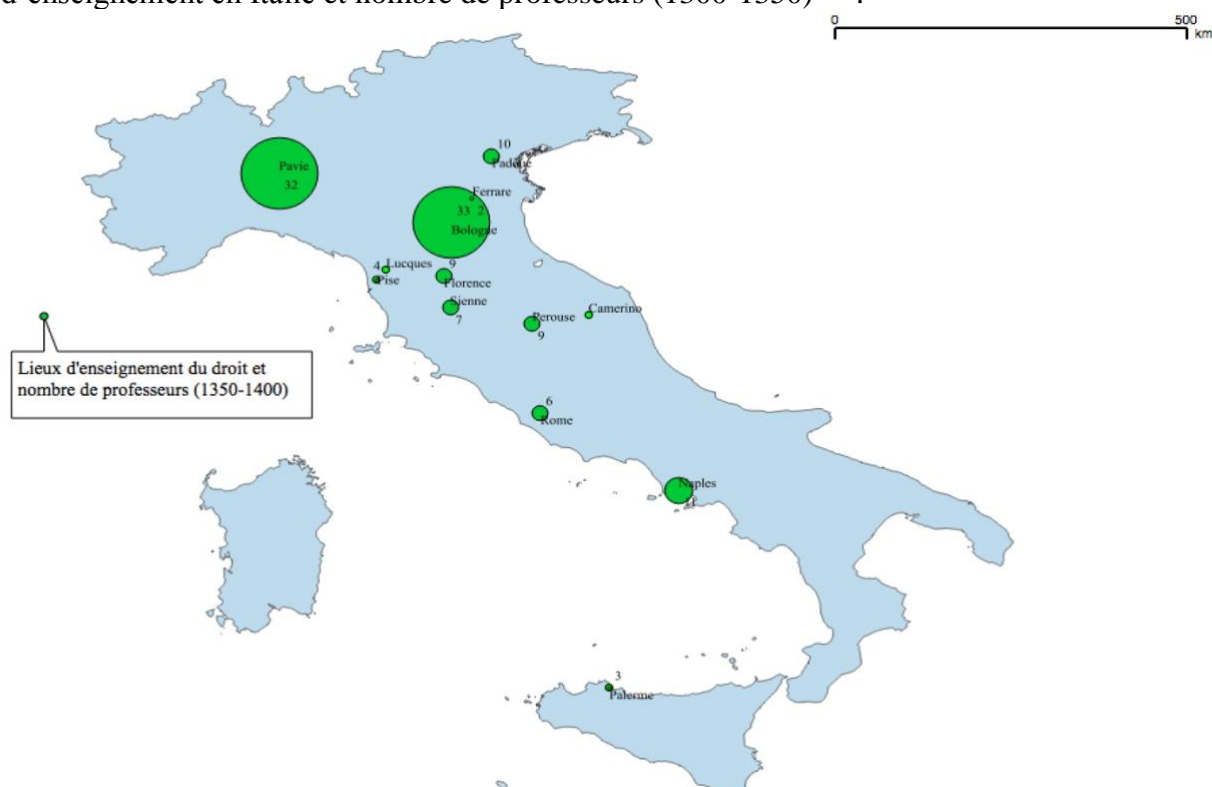 d'enseignement en Italie et nombre de professeurs (1300-1350)
0 500
km
10
Padoue
Pavie
32
Ferrare
33 2
Bologne
4 Lucques
Pise
9
Florence
Sienne
7
Perouse
9
Camerino
Lieux d'enseignement du droit et
nombre de professeurs (1350-1400)
6
Rome
Naples
11
3
Palerme